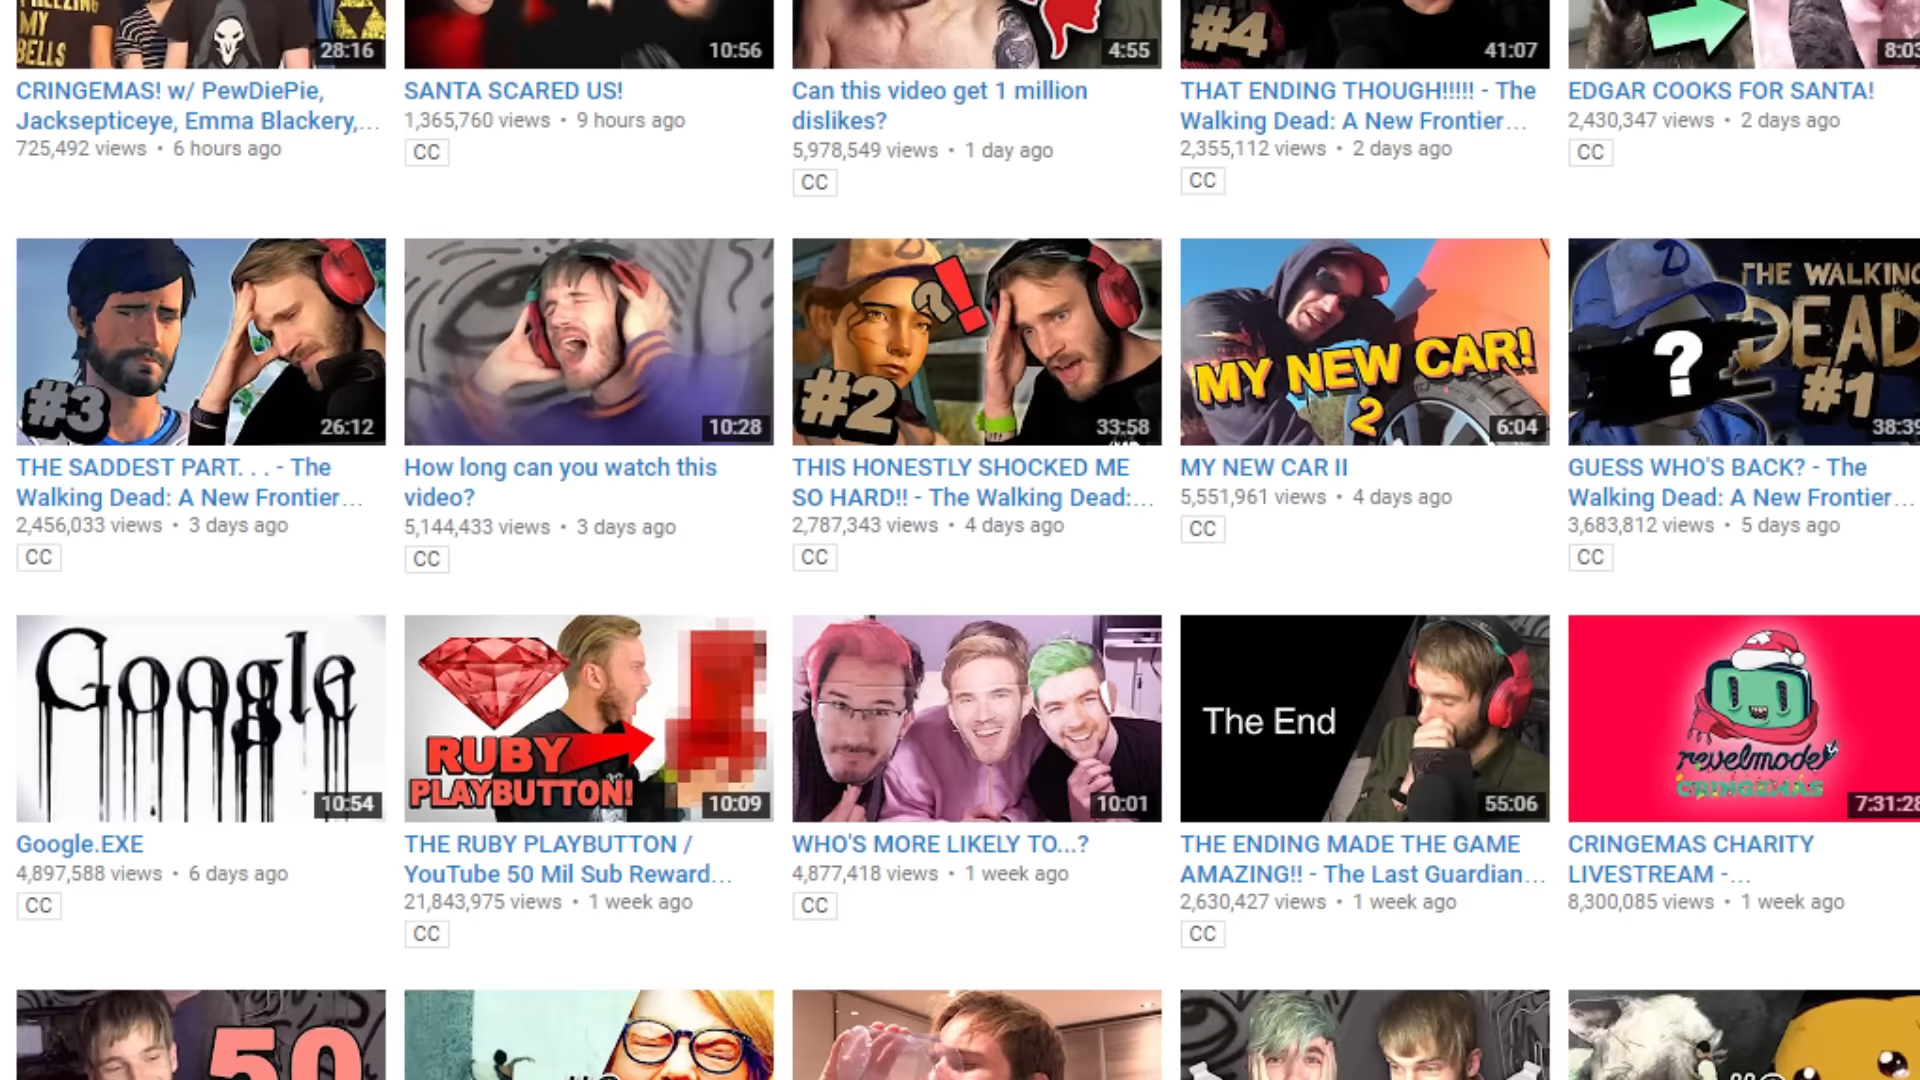 FREEZING
MY
BELLS
28:16
10:56
4:55
#4
41:07
8:03
CRINGEMAS! w/ PewDiePie,
Jacksepticeye, Emma Blackery,...
725,492 views • 6 hours ago
SANTA SCARED US!
1,365,760 views • 9 hours ago
CC
Can this video get 1 million
dislikes?
5,978,549 views • 1 day ago
CC
THAT ENDING THOUGH!!!!! - The
Walking Dead: A New Frontier...
2,355,112 views • 2 days ago
CC
EDGAR COOKS FOR SANTA!
2,430,347 views • 2 days ago
CC
#3
26:12
10:28
?!
#2
33:58
MY NEW CAR!
2
6:04
THE WALKING
DEAD
?
#1
38:39
THE SADDEST PART. . . - The
Walking Dead: A New Frontier...
2,456,033 views • 3 days ago
CC
How long can you watch this
video?
5,144,433 views • 3 days ago
CC
THIS HONESTLY SHOCKED ME
SO HARD!! - The Walking Dead:...
2,787,343 views • 4 days ago
CC
MY NEW CAR II
5,551,961 views • 4 days ago
CC
GUESS WHO'S BACK? - The
Walking Dead: A New Frontier...
3,683,812 views • 5 days ago
CC
Google
10:54
RUBY
PLAYBUTTON!
10:09
10:01
The End
55:06
revelmode
CRINGEMAS
7:31:28
Google.EXE
4,897,588 views • 6 days ago
CC
THE RUBY PLAYBUTTON /
YouTube 50 Mil Sub Reward...
21,843,975 views • 1 week ago
CC
WHO'S MORE LIKELY TO...?
4,877,418 views • 1 week ago
CC
THE ENDING MADE THE GAME
AMAZING!! - The Last Guardian...
2,630,427 views • 1 week ago
CC
CRINGEMAS CHARITY
LIVESTREAM -...
8,300,085 views • 1 week ago
50